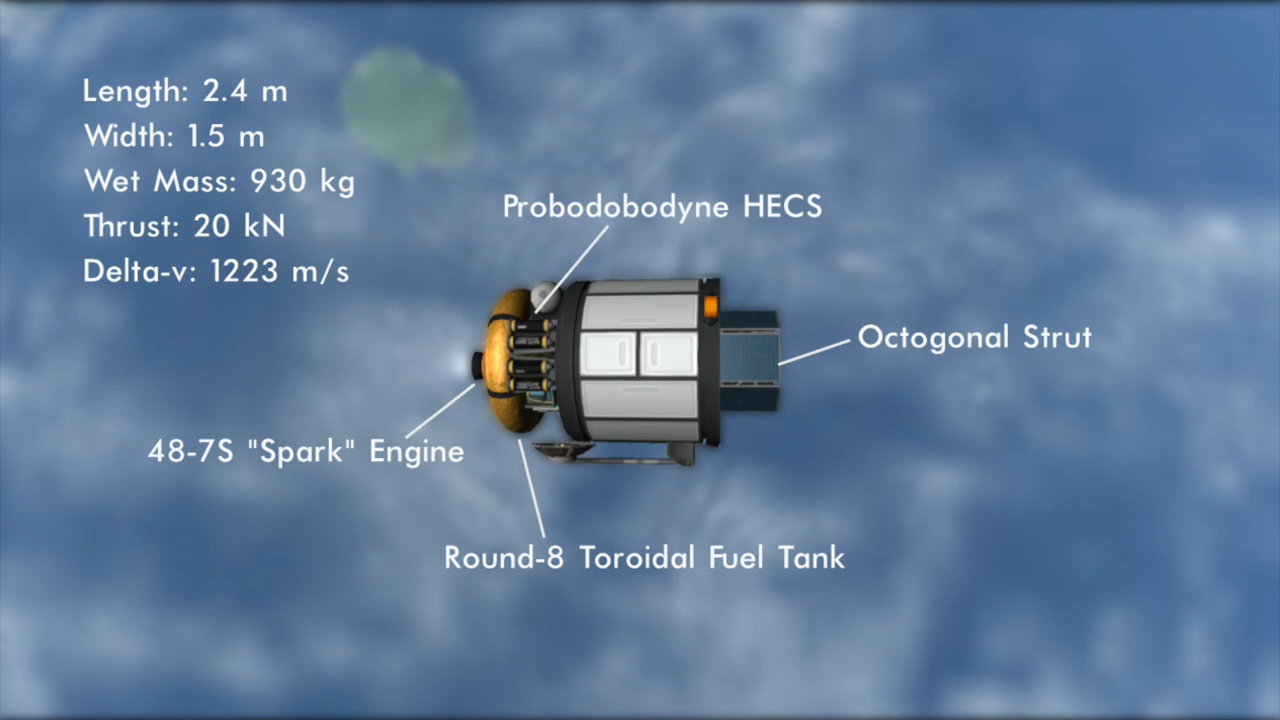 Length: 2.4 m
Width: 1.5 m
Wet Mass: 930 kg
Thrust: 20 kN
Delta-v: 1223 m/s
Probodobodyne HECS
Octogonal Strut
48-7S "Spark" Engine
Round-8 Toroidal Fuel Tank